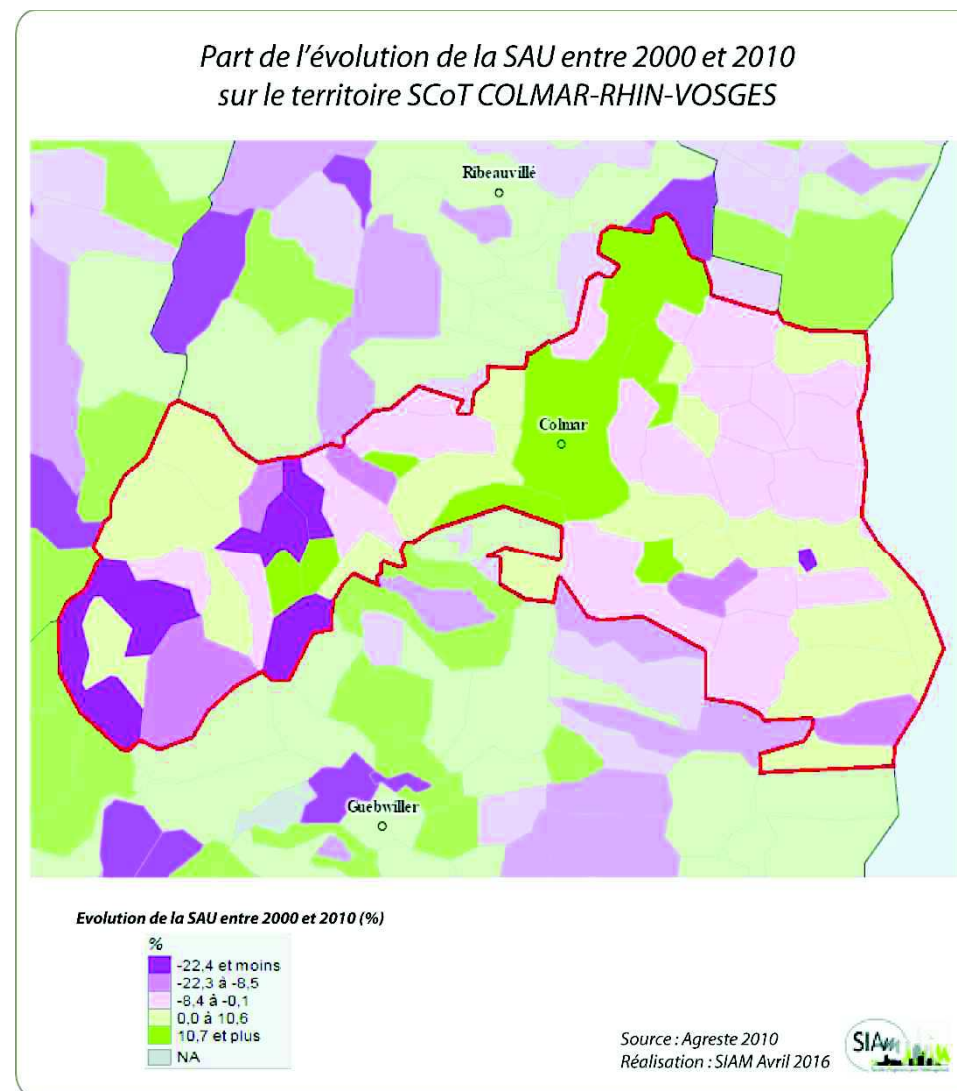 Part de l'évolution de la SAU entre 2000 et 2010
sur le territoire SCoT COLMAR-RHIN-VOSGES
Ribeauvillé
Colmar
Guebwiller
Evolution de la SAU entre 2000 et 2010 (%)
%
-22,4 et moins
-22,3 à -8,5
-8,4 à -0,1
0,0 à 10,6
10,7 et plus
NA
Source : Agreste 2010
Réalisation : SIAM Avril 2016
SIAm